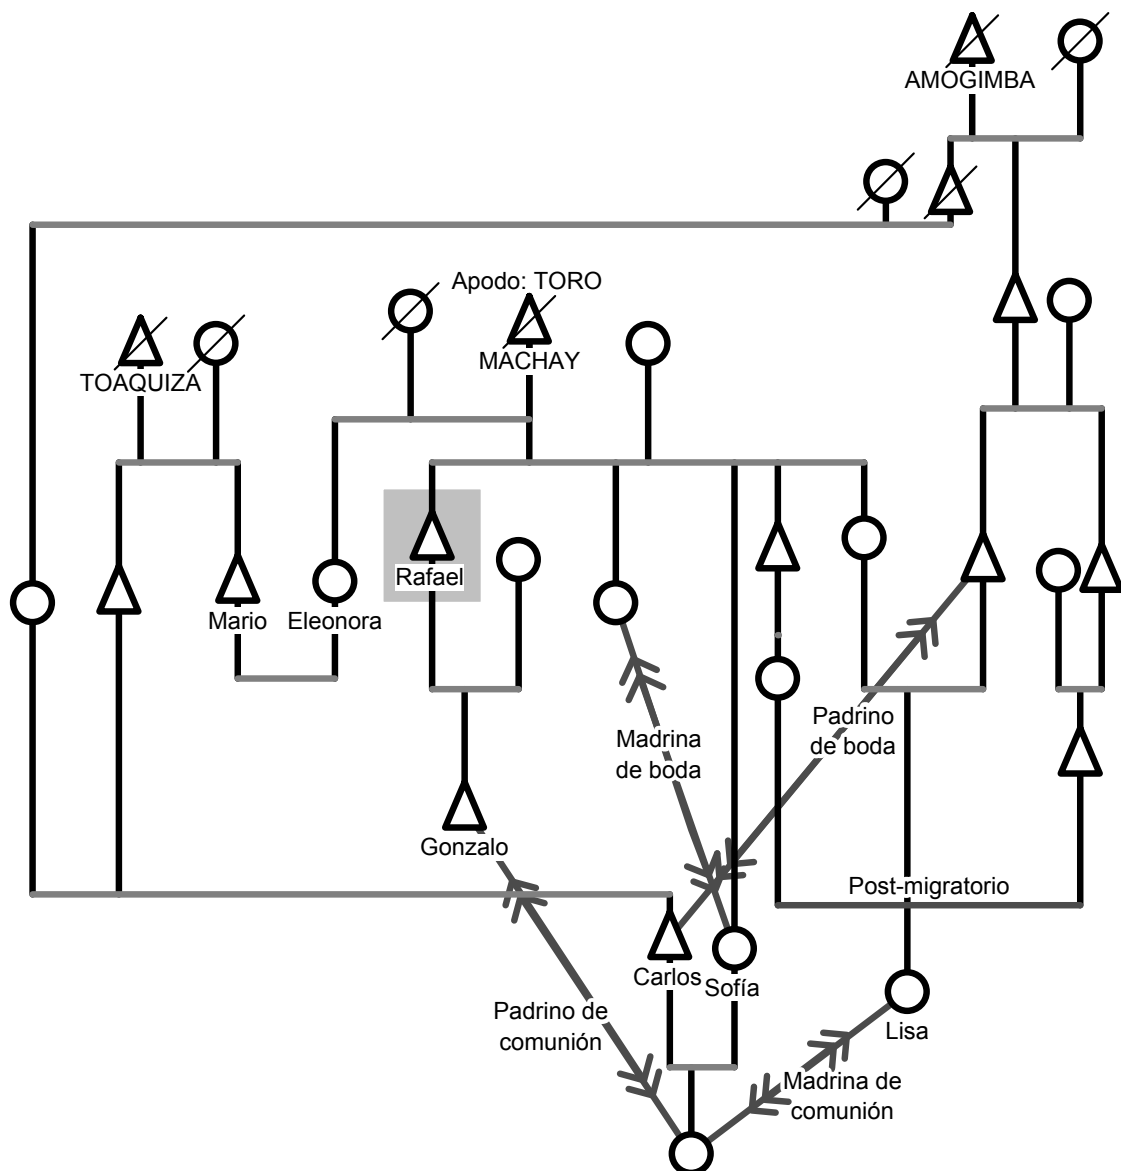 AMOGIMBA
Apodo: TORO
MACHAY
TOAQUIZA
Rafael
Mario
Eleonora
Padrino
de boda
Madrina
de boda
Gonzalo
Post-migratorio
Carlos
Sofía
Padrino de
comunión
Lisa
Madrina de
comunión